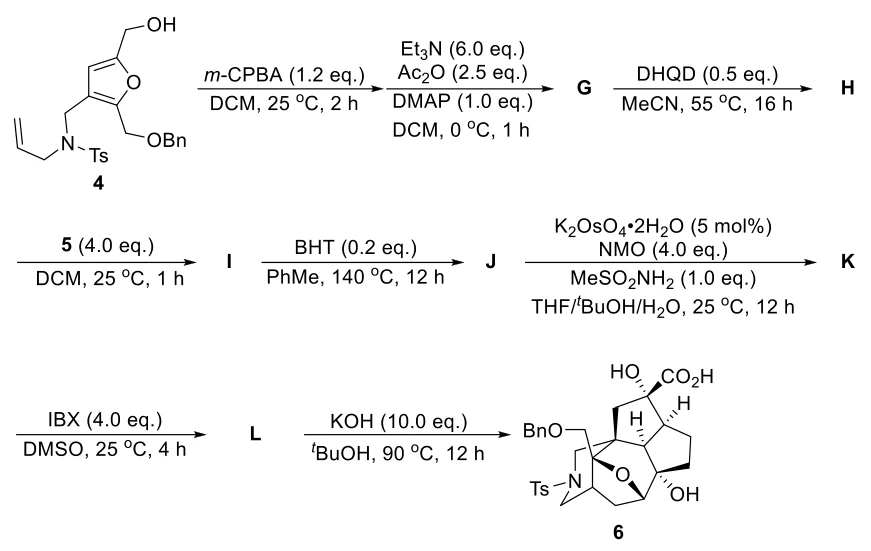 OH
O
N
Ts
OBn
4
m-CPBA (1.2 eq.)
DCM, 25 °C, 2 h
Et₃N (6.0 eq.)
Ac₂O (2.5 eq.)
DMAP (1.0 eq.)
DCM, 0 °C, 1 h
G
DHQD (0.5 eq.)
MeCN, 55 °C, 16 h
H
5 (4.0 eq.)
DCM, 25 °C, 1 h
I
BHT (0.2 eq.)
PhMe, 140 °C, 12 h
J
K₂OsO₄•2H₂O (5 mol%)
NMO (4.0 eq.)
MeSO₂NH₂ (1.0 eq.)
THF/ᵗBuOH/H₂O, 25 °C, 12 h
K
IBX (4.0 eq.)
DMSO, 25 °C, 4 h
L
KOH (10.0 eq.)
ᵗBuOH, 90 °C, 12 h
HO
CO₂H
H
H
BnO
O
N
Ts
OH
6